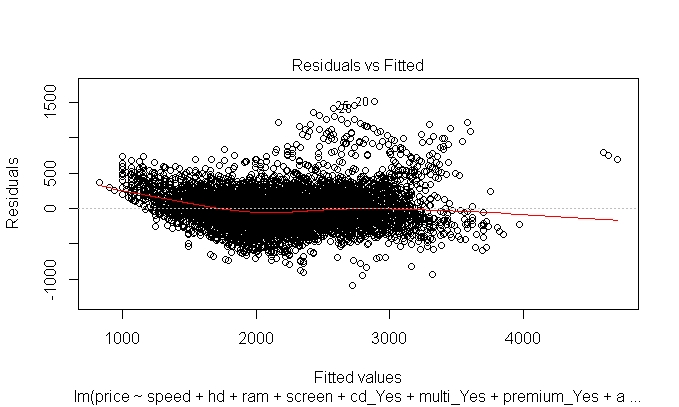 Residuals vs Fitted
1500
500
0
-1000
Residuals
20
1000
2000
3000
4000
Fitted values
lm(price ~ speed + hd + ram + screen + cd_Yes + multi_Yes + premium_Yes + a ...